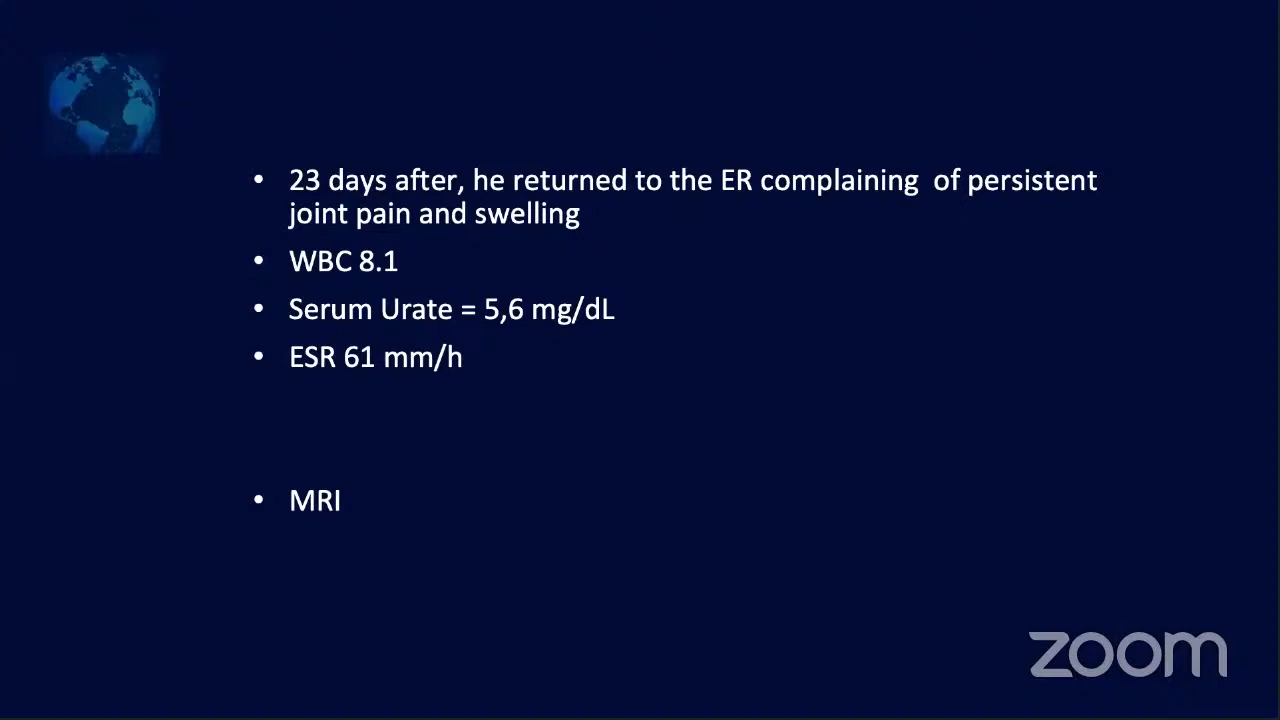 • 23 days after, he returned to the ER complaining of persistent
joint pain and swelling
• WBC 8.1
• Serum Urate = 5,6 mg/dL
• ESR 61 mm/h
• MRI
zoom